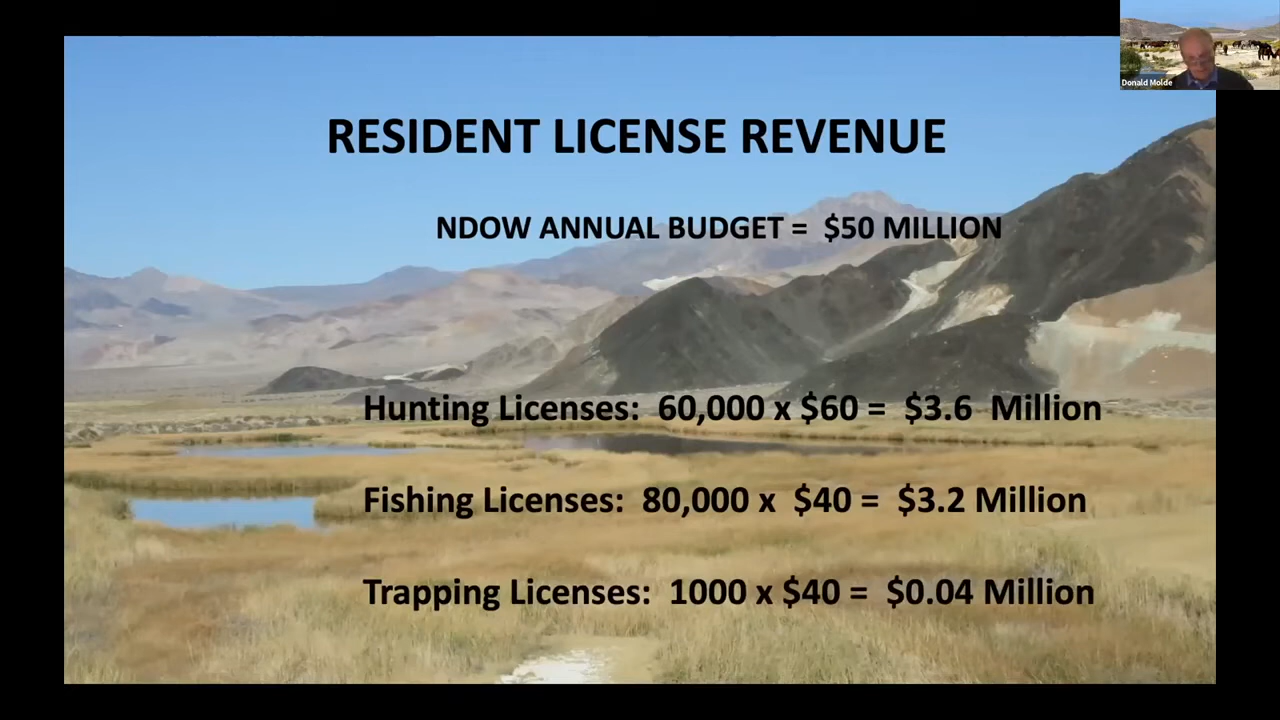 Donald Molde
RESIDENT LICENSE REVENUE
NDOW ANNUAL BUDGET = $50 MILLION
Hunting Licenses: 60,000 x $60 = $3.6 Million
Fishing Licenses: 80,000 x $40 = $3.2 Million
Trapping Licenses: 1000 x $40 = $0.04 Million